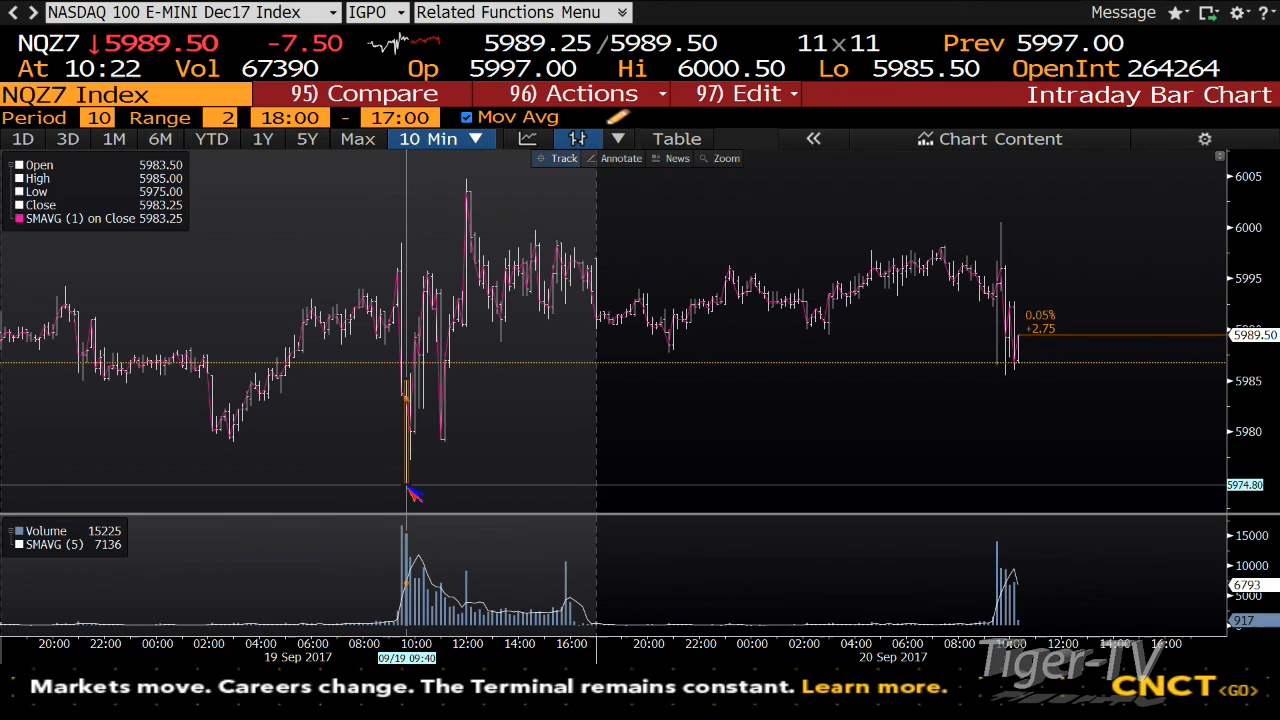 NASDAQ 100 E-MINI Dec17 Index IGPO Related Functions Menu Message ?
NQZ7 ↓5989.50 -7.50 5989.25/5989.50 11x11 Prev 5997.00
At 10:22 Vol 67390 Op 5997.00 Hi 6000.50 Lo 5985.50 OpenInt 264264
NQZ7 Index 95) Compare 96) Actions 97) Edit Intraday Bar Chart
Period 10 Range 2 18:00 - 17:00 Mov Avg
1D 3D 1M 6M YTD 1Y 5Y Max 10 Min Table Chart Content
Track Annotate News Zoom
Open 5983.50
High 5985.00
Low 5975.00
Close 5983.25
SMAVG (1) on Close 5983.25
6005
6000
5995
0.05%
+2.75
5989.50
5985
5980
5974.80
Volume 15225
SMAVG (5) 7136
15000
10000
6793
5000
917
20:00 22:00 00:00 02:00 04:00 06:00 08:00 10:00 12:00 14:00 16:00 20:00 22:00 00:00 02:00 04:00 06:00 08:00 10:00 12:00 14:00 16:00
19 Sep 2017 09/19 09:40 20 Sep 2017
Tiger-TV
Markets move. Careers change. The Terminal remains constant. Learn more. CNCT <GO>